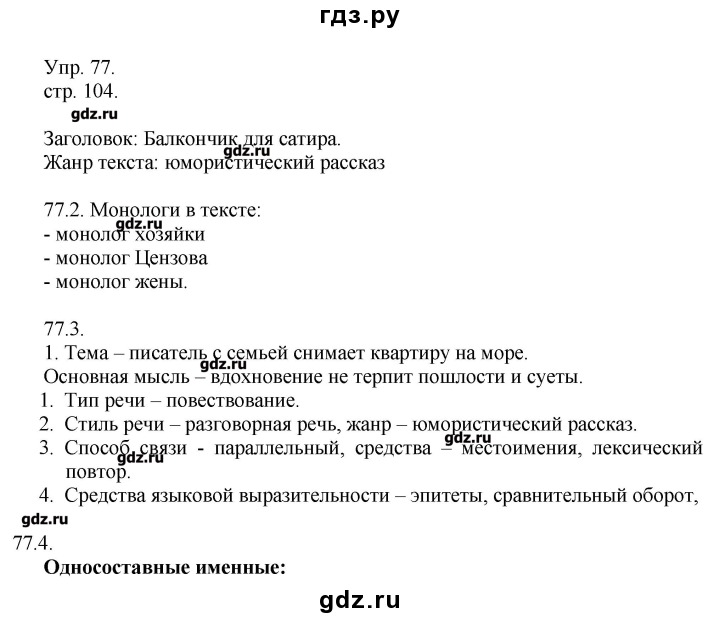 гдз.ру
Упр. 77.
стр. 104.
gdz.ru
Заголовок: Балкончик для сатира.
gdz.ru
Жанр текста: юмористический рассказ
77.2. Монологи в тексте:
gdz.ru
- монолог хозяйки
- монолог Цензова
- монолог жены.
77.3.
1. Тема – писатель с семьей снимает квартиру на море.
gdz.ru
Основная мысль – вдохновение не терпит пошлости и суеты.
1. Тип речи – повествование.
2. Стиль речи – разговорная речь, жанр – юмористический рассказ.
gdz.ru
3. Способ связи - параллельный, средства – местоимения, лексический
gdz.ru
повтор.
4. Средства языковой выразительности – эпитеты, сравнительный оборот,
gdz.ru
77.4.
Односоставные именные:
gdz.ru